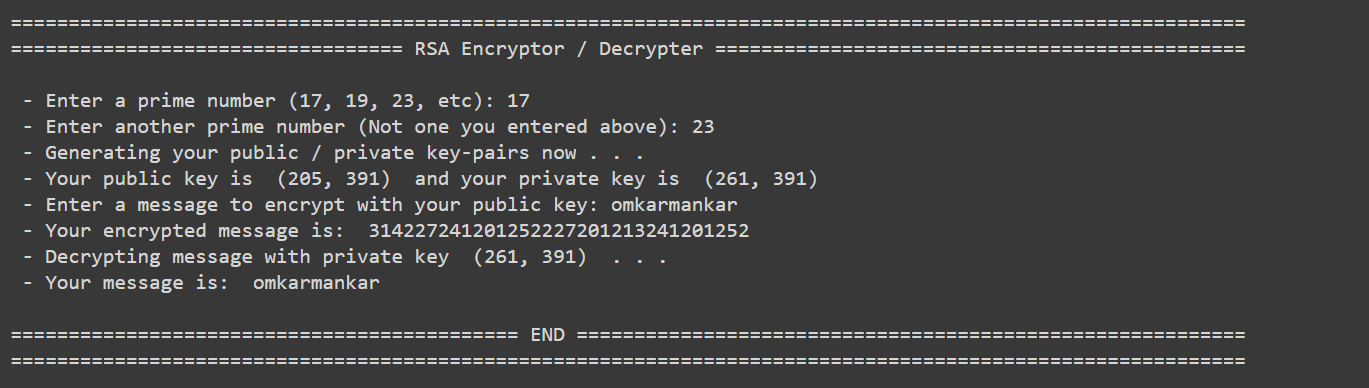 ===========================================================================================================
================================== RSA Encryptor / Decrypter ==============================================
- Enter a prime number (17, 19, 23, etc): 17
- Enter another prime number (Not one you entered above): 23
- Generating your public / private key-pairs now . . .
- Your public key is  (205, 391)  and your private key is  (261, 391)
- Enter a message to encrypt with your public key: omkarmankar
- Your encrypted message is:  314227241201252227201213241201252
- Decrypting message with private key  (261, 391)  . . .
- Your message is:  omkarmankar
============================================ END ==========================================================
===========================================================================================================